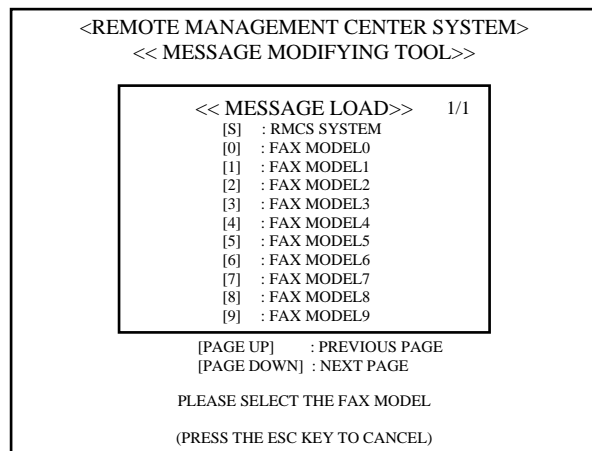 <REMOTE MANAGEMENT CENTER SYSTEM>
<< MESSAGE MODIFYING TOOL>>
<< MESSAGE LOAD>> 1/1
[S] : RMCS SYSTEM
[0] : FAX MODEL0
[1] : FAX MODEL1
[2] : FAX MODEL2
[3] : FAX MODEL3
[4] : FAX MODEL4
[5] : FAX MODEL5
[6] : FAX MODEL6
[7] : FAX MODEL7
[8] : FAX MODEL8
[9] : FAX MODEL9
[PAGE UP] : PREVIOUS PAGE
[PAGE DOWN] : NEXT PAGE
PLEASE SELECT THE FAX MODEL
(PRESS THE ESC KEY TO CANCEL)